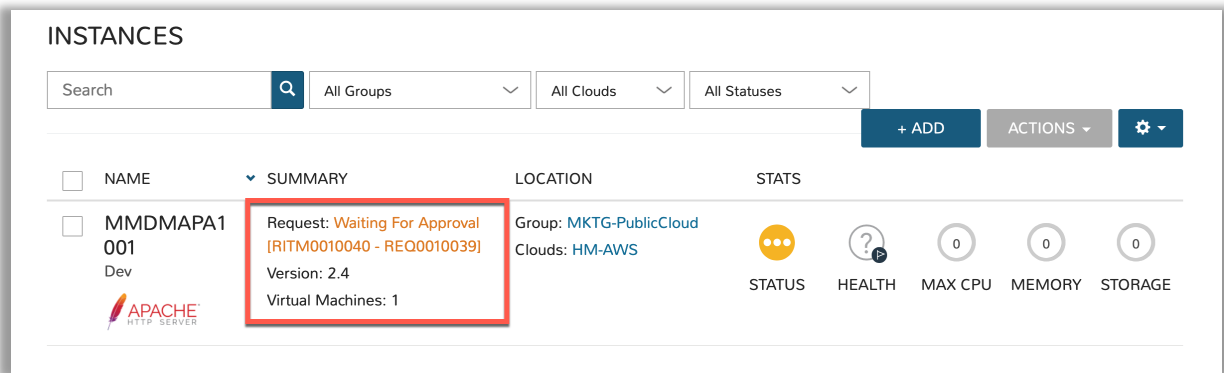 INSTANCES
Search
All Groups
All Clouds
All Statuses
+ ADD
ACTIONS
NAME
SUMMARY
LOCATION
STATS
MMDMAPA1
001
Dev
APACHE
HTTP SERVER
Request: Waiting For Approval
[RITM0010040 - REQ0010039]
Version: 2.4
Virtual Machines: 1
Group: MKTG-PublicCloud
Clouds: HM-AWS
?
0
0
0
STATUS
HEALTH
MAX CPU
MEMORY
STORAGE